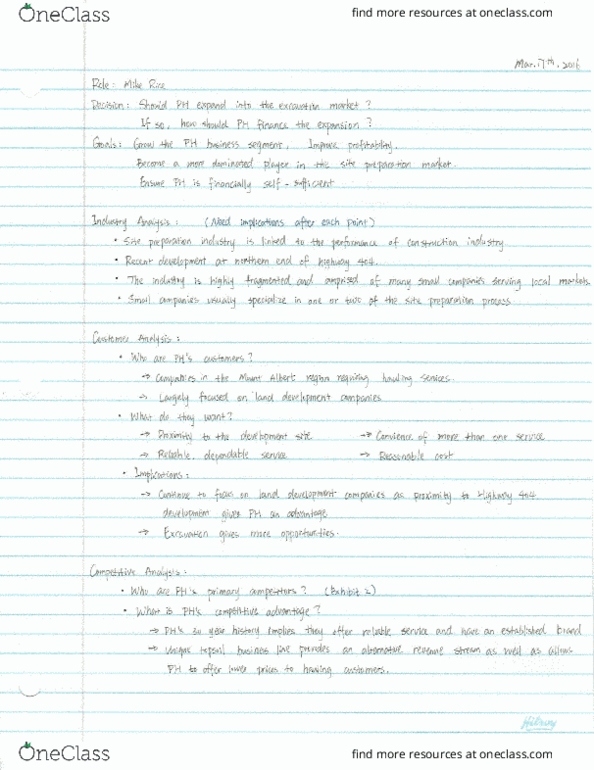 OneClass
find more resources at oneclass.com
Mar. 17th, 2016
Role: Mike Rice
Decision: Should PH expand into the excavation market?
If so, how should PH finance the expansion?
Goals: Grow the PH business segment, Improve profitability.
Become a more dominaned player in the site preparation market.
Ensure PH is financially self-sufficient
Industry Analysis: (Need implications after each point)
• Site preparation industry is linked to the performance of construction industry
• Recent development at northern end of highway 404.
• The industry is highly fragmented and comprised of many small companies serving local markets.
• Small companies usually specialize in one or two of the site preparation process
Customer Analysis:
• Who are PH's customers?
→ Companies in the Mount Albert region requiring hauling services.
→ Largely focused on land development companies
• What do they want?
→ Proximity to the development site → Convience of more than one service
→ Reliable, dependable service → Reasonable cost
• Implications:
→ Continue to focus on land development companies as proximity to Highway 404
development gives PH an advantage
→ Excavation gives more opportunities.
Competitive Analysis:
• Who are PH's primary competitors? (Exhibit 2)
• What is PH's competitive advantage?
→ PH's 30 year history implies they offer reliable service and have an established brand
→ Unique topsoil business line provides an alternative revenue stream as well as allows
PH to offer lower prices to hauling customers.
Hilroy
OneClass
find more resources at oneclass.com